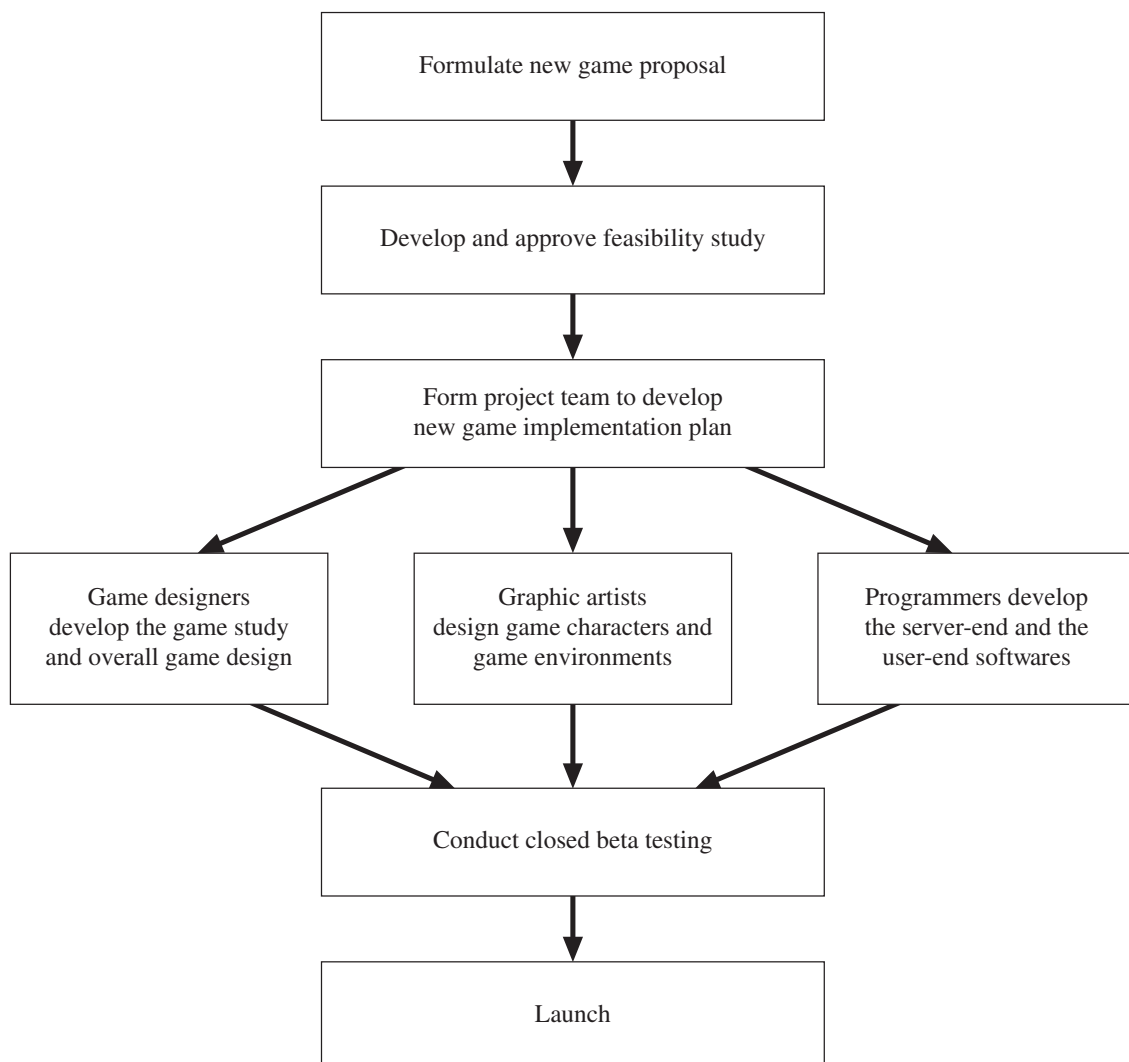 Formulate new game proposal
Develop and approve feasibility study
Form project team to develop
new game implementation plan
Game designers
develop the game study
and overall game design
Graphic artists
design game characters and
game environments
Programmers develop
the server-end and the
user-end softwares
Conduct closed beta testing
Launch